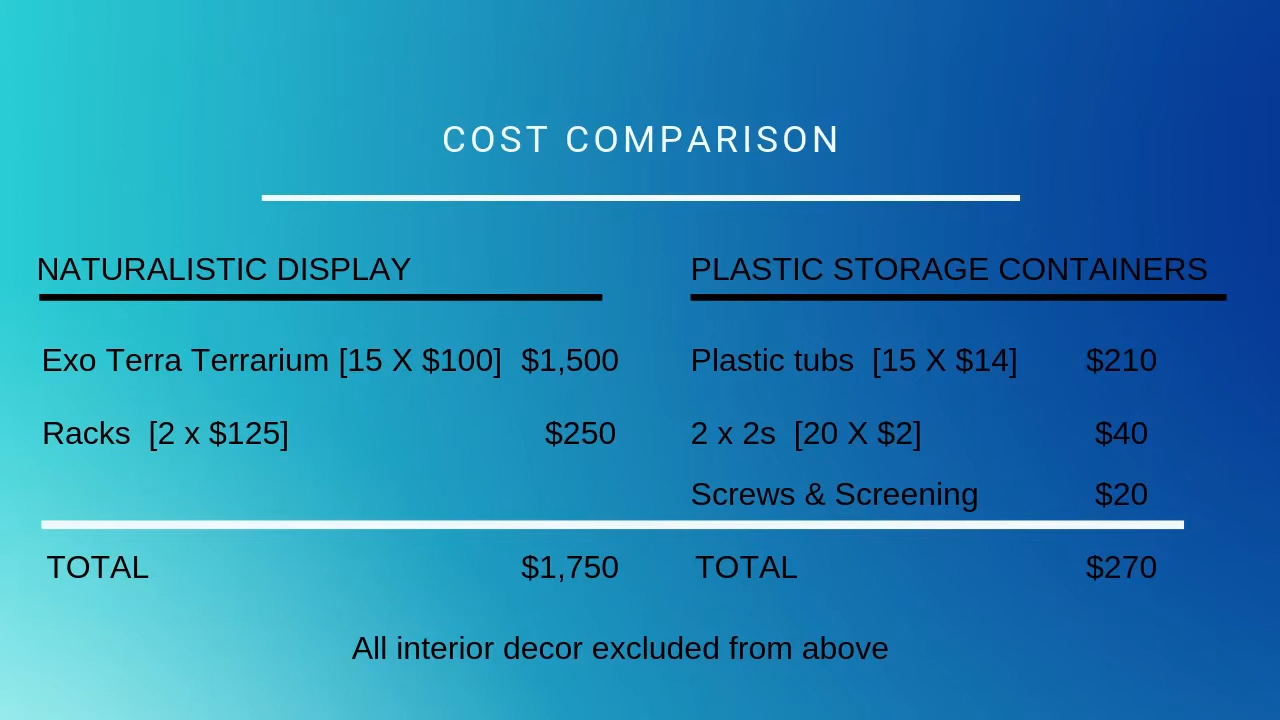 COST COMPARISON
NATURALISTIC DISPLAY
Exo Terra Terrarium [15 X $100] $1,500
Racks [2 x $125] $250
TOTAL $1,750
PLASTIC STORAGE CONTAINERS
Plastic tubs [15 X $14] $210
2 x 2s [20 X $2] $40
Screws & Screening $20
TOTAL $270
All interior decor excluded from above